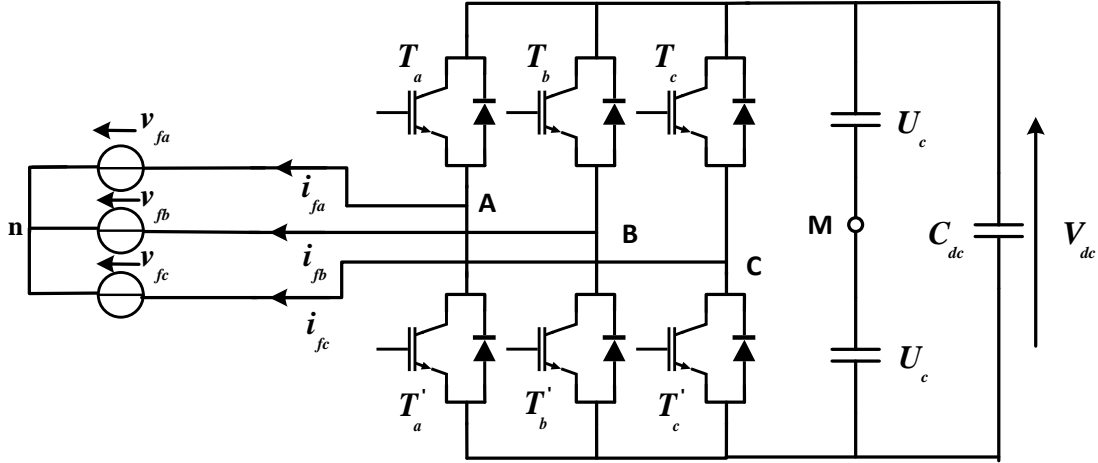 T_a T_b T_c
v_fa
U_c
i_fa
A
v_fb
n
B
M
C_dc
V_dc
v_fc
i_fb
C
i_fc
U_c
T'_a T'_b T'_c